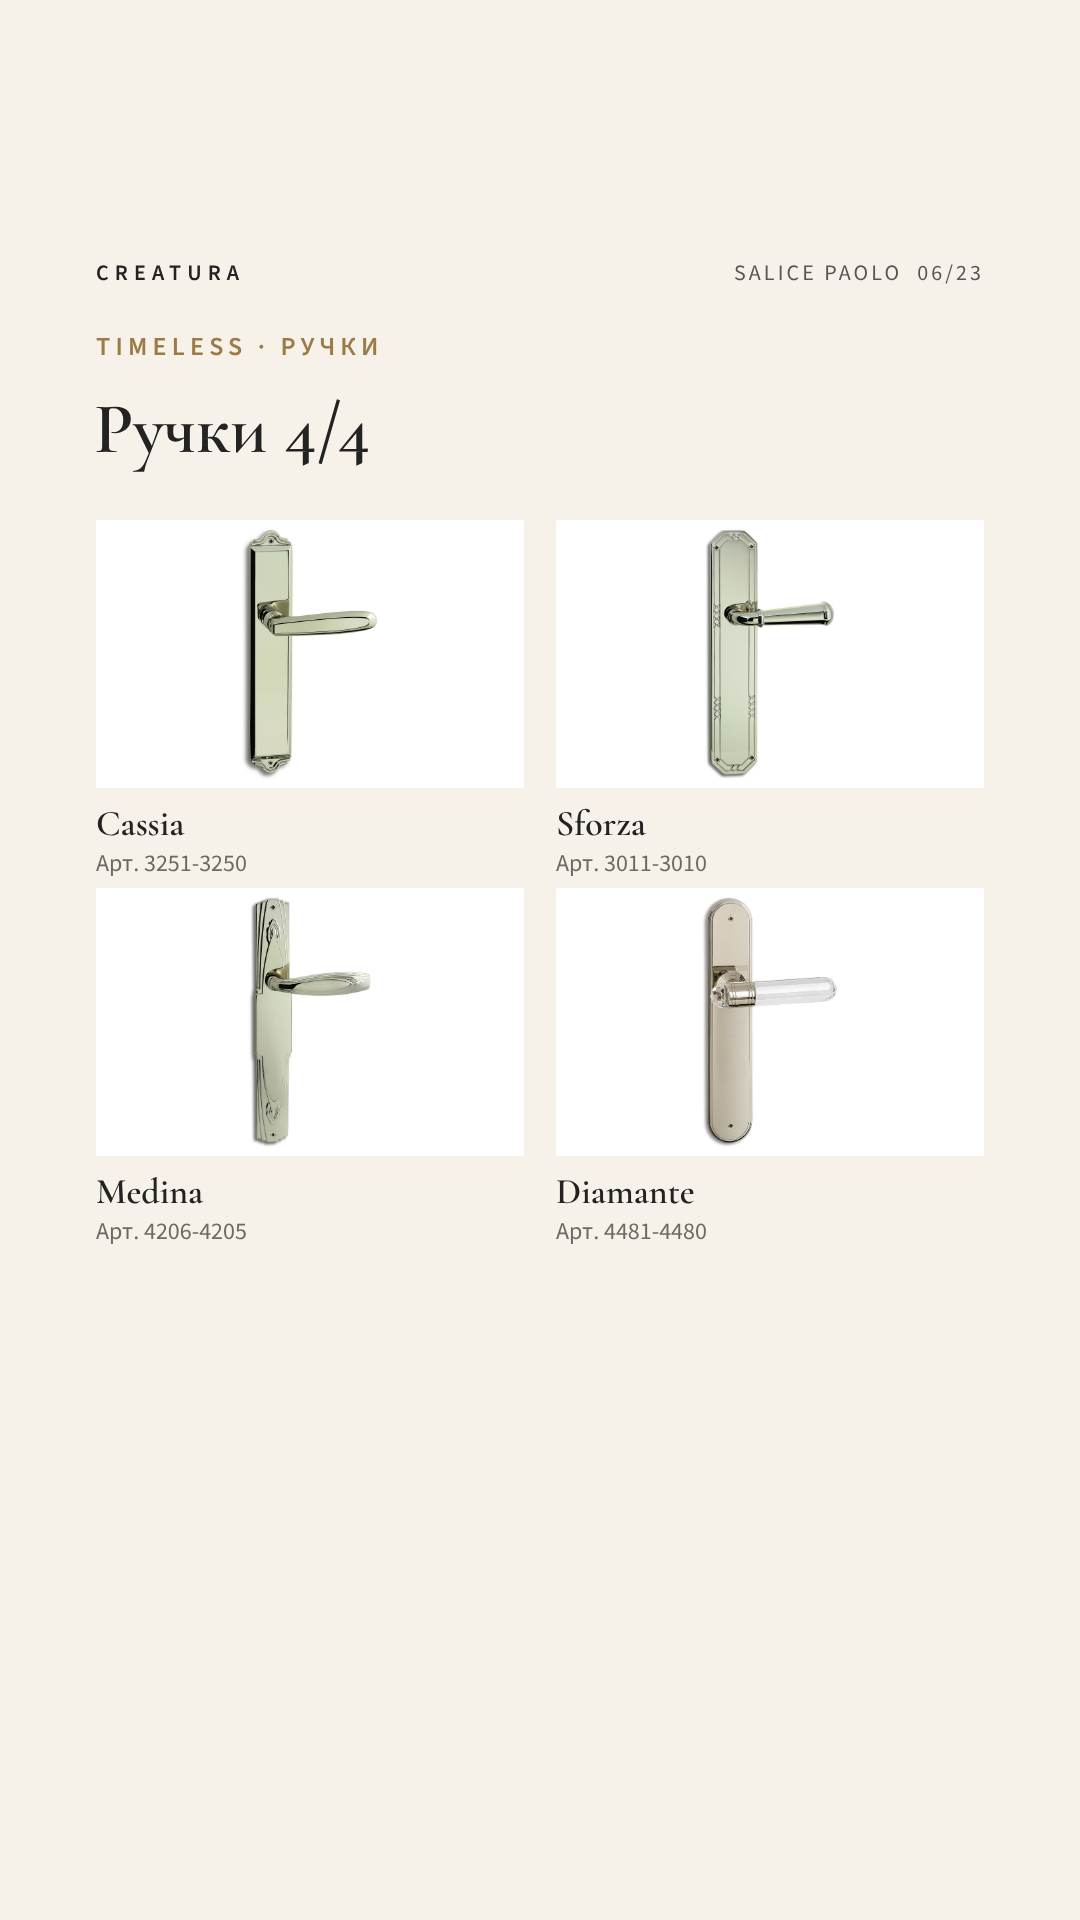 CREATURA
SALICE PAOLO 06/23
TIMELESS · РУЧКИ
Ручки 4/4
Cassia
Арт. 3251-3250
Sforza
Арт. 3011-3010
Medina
Арт. 4206-4205
Diamante
Арт. 4481-4480